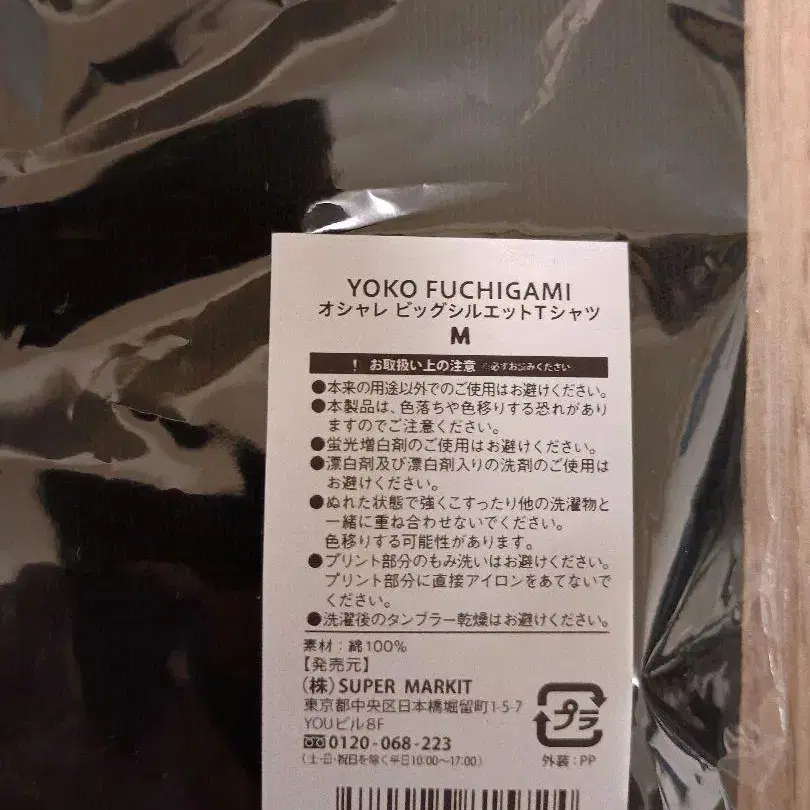 YOKO FUCHIGAMI
オシャレ ビッグシルエットTシャツ
M
! お取扱い上の注意 ※必ずお読みください
●本来の用途以外でのご使用はお避けください。
●本製品は、色落ちや色移りする恐れがあり
ますのでご注意ください。
●蛍光増白剤のご使用はお避けください。
●漂白剤及び漂白剤入りの洗剤のご使用は
お避けください。
●ぬれた状態で強くこすったり他の洗濯物と
一緒に重ね合わせないでください。
色移りする可能性があります。
●プリント部分のもみ洗いはお避けください。
プリント部分に直接アイロンをあてないで
ください。
●洗濯後のタンブラー乾燥はお避けください。
素材：綿100%
【発売元】
(株)SUPER MARKIT
東京都中央区日本橋堀留町1-5-7
YOUビル8F
0120-068-223
(土・日・祝日を除く平日10:00〜17:00)
プラ
外装：PP